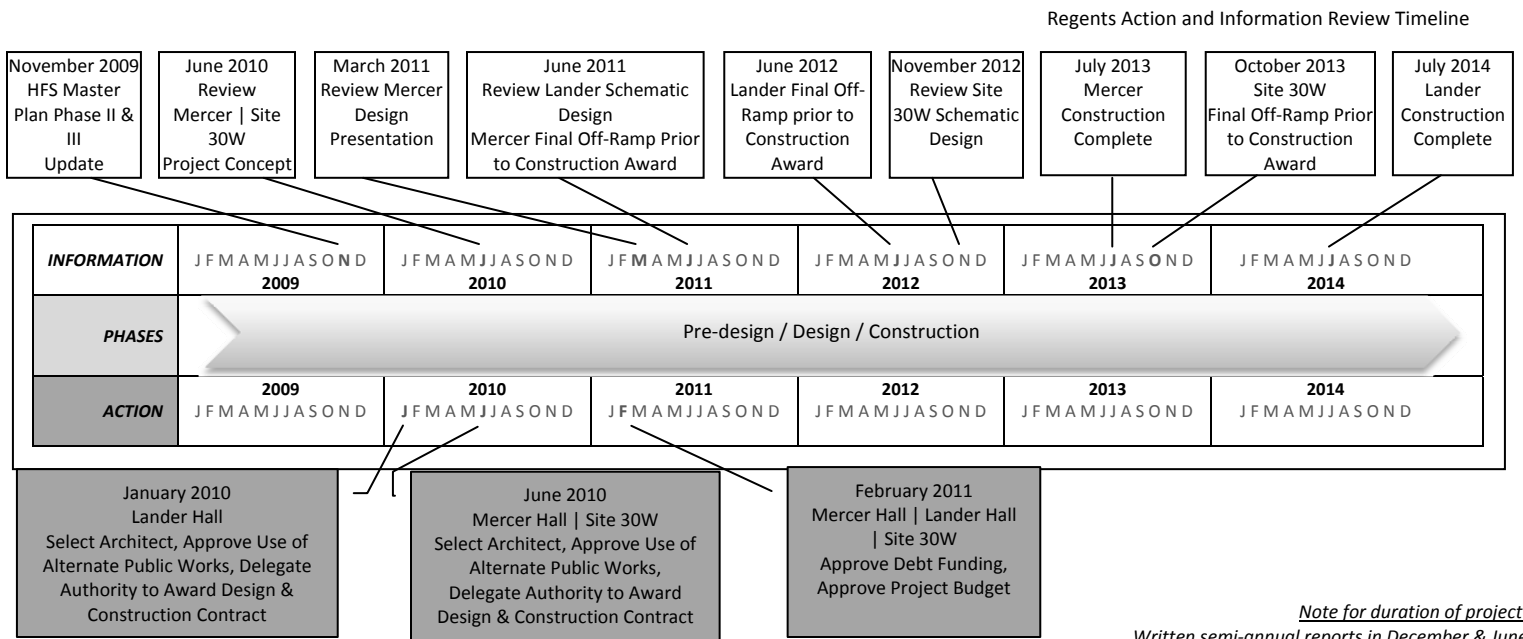 Regents Action and Information Review Timeline
November 2009
HFS Master
Plan Phase II &
III
Update
June 2010
Review
Mercer | Site
30W
Project Concept
March 2011
Review Mercer
Design
Presentation
June 2011
Review Lander Schematic
Design
Mercer Final Off-Ramp Prior
to Construction Award
June 2012
Lander Final Off-
Ramp prior to
Construction
Award
November 2012
Review Site
30W Schematic
Design
July 2013
Mercer
Construction
Complete
October 2013
Site 30W
Final Off-Ramp Prior
to Construction
Award
July 2014
Lander
Construction
Complete
INFORMATION
J F M A M J J A S O N D
2009
J F M A M J J A S O N D
2010
J F M A M J J A S O N D
2011
J F M A M J J A S O N D
2012
J F M A M J J A S O N D
2013
J F M A M J J A S O N D
2014
PHASES
Pre-design / Design / Construction
ACTION
2009
J F M A M J J A S O N D
2010
J F M A M J J A S O N D
2011
J F M A M J J A S O N D
2012
J F M A M J J A S O N D
2013
J F M A M J J A S O N D
2014
J F M A M J J A S O N D
January 2010
Lander Hall
Select Architect, Approve Use of
Alternate Public Works, Delegate
Authority to Award Design &
Construction Contract
June 2010
Mercer Hall | Site 30W
Select Architect, Approve Use of
Alternate Public Works,
Delegate Authority to Award
Design & Construction Contract
February 2011
Mercer Hall | Lander Hall
| Site 30W
Approve Debt Funding,
Approve Project Budget
Note for duration of project
Written semi-annual reports in December & June